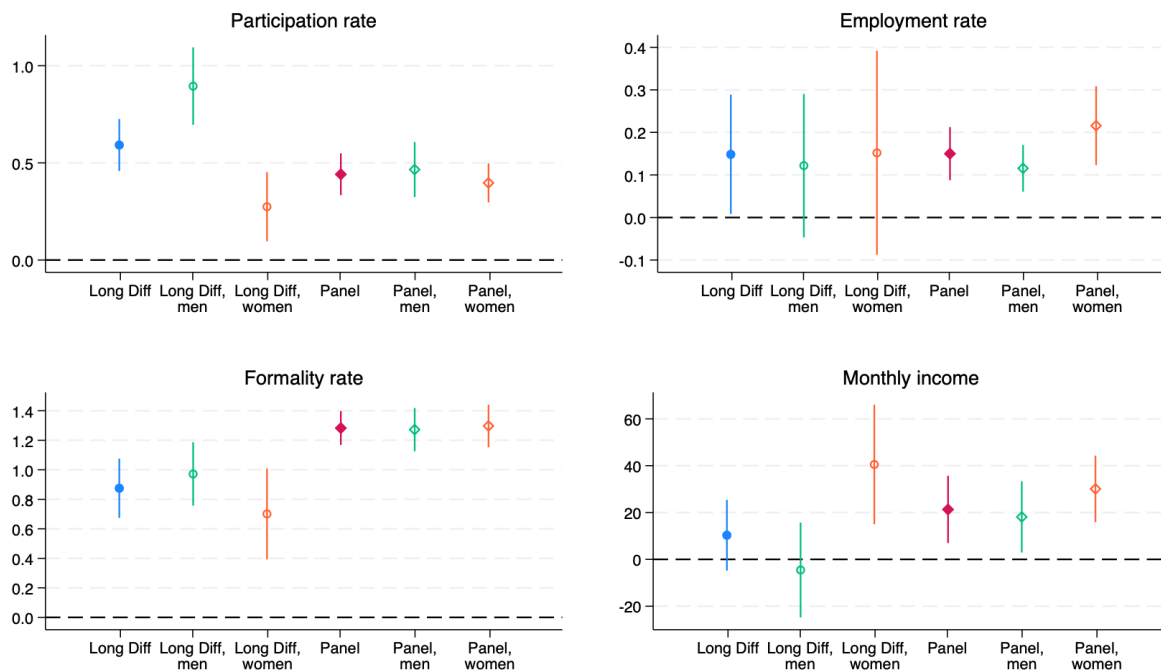 Participation rate
1.0
0.5
0.0
Long Diff
Long Diff,
men
Long Diff,
women
Panel
Panel,
men
Panel,
women
Employment rate
0.4
0.3
0.2
0.1
0.0
-0.1
Long Diff
Long Diff,
men
Long Diff,
women
Panel
Panel,
men
Panel,
women
Formality rate
1.4
1.2
1.0
0.8
0.6
0.4
0.2
0.0
Long Diff
Long Diff,
men
Long Diff,
women
Panel
Panel,
men
Panel,
women
Monthly income
60
40
20
0
-20
Long Diff
Long Diff,
men
Long Diff,
women
Panel
Panel,
men
Panel,
women